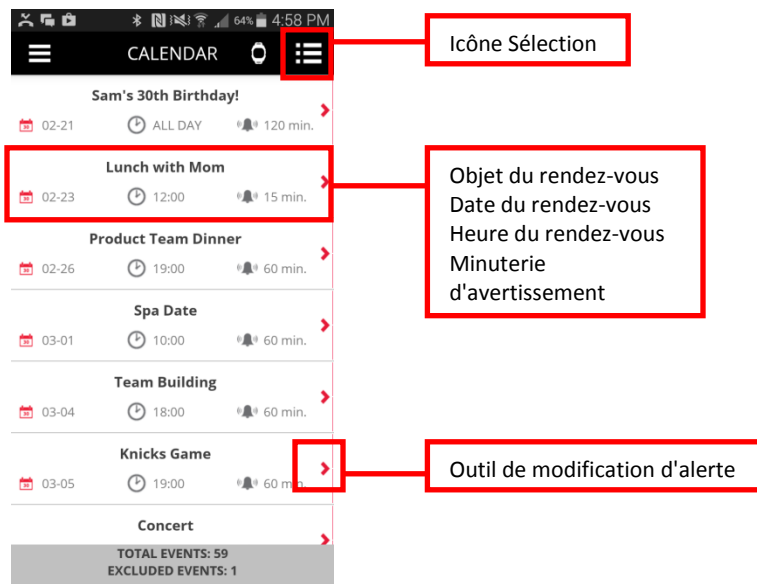 64% 4:58 PM
CALENDAR
Icône Sélection
Sam's 30th Birthday!
02-21 ALL DAY 120 min.
Lunch with Mom
02-23 12:00 15 min.
Objet du rendez-vous
Date du rendez-vous
Heure du rendez-vous
Minuterie
d'avertissement
Product Team Dinner
02-26 19:00 60 min.
Spa Date
03-01 10:00 60 min.
Team Building
03-04 18:00 60 min.
Knicks Game
03-05 19:00 60 min.
Outil de modification d'alerte
Concert
TOTAL EVENTS: 59
EXCLUDED EVENTS: 1